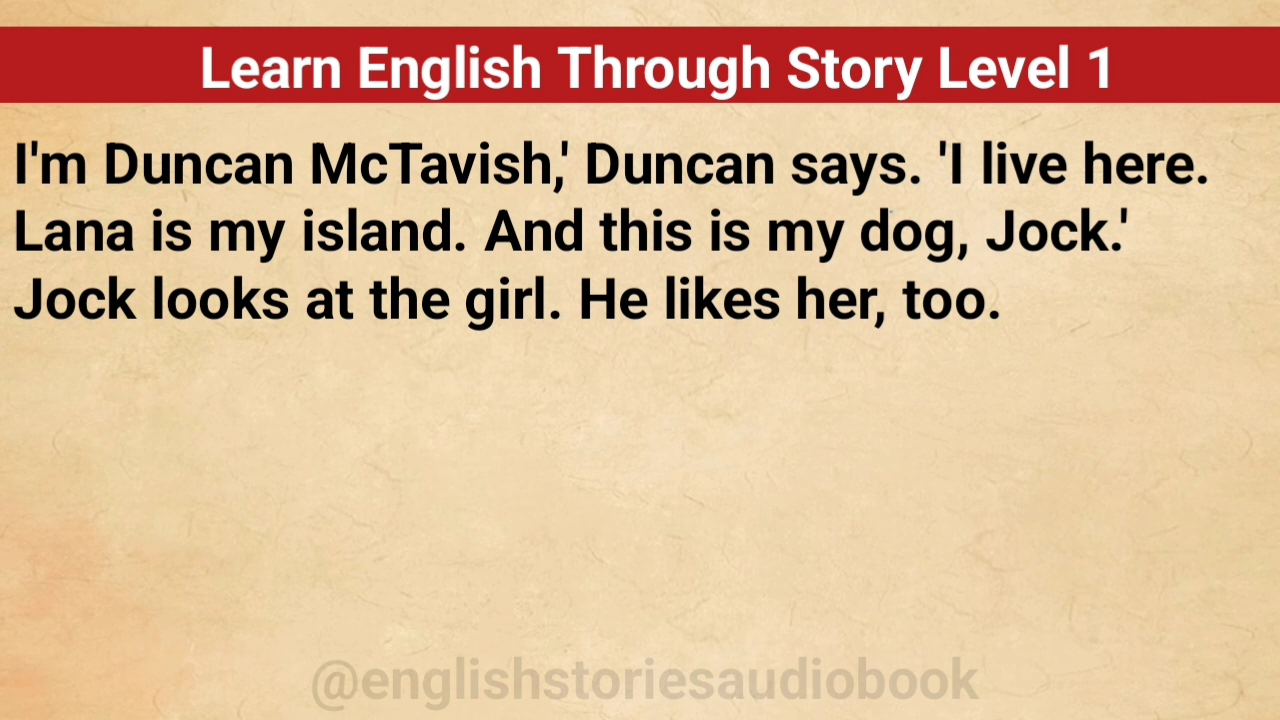 Learn English Through Story Level 1
I'm Duncan McTavish,' Duncan says. 'I live here.
Lana is my island. And this is my dog, Jock.'
Jock looks at the girl. He likes her, too.
@englishstoriesaudiobook